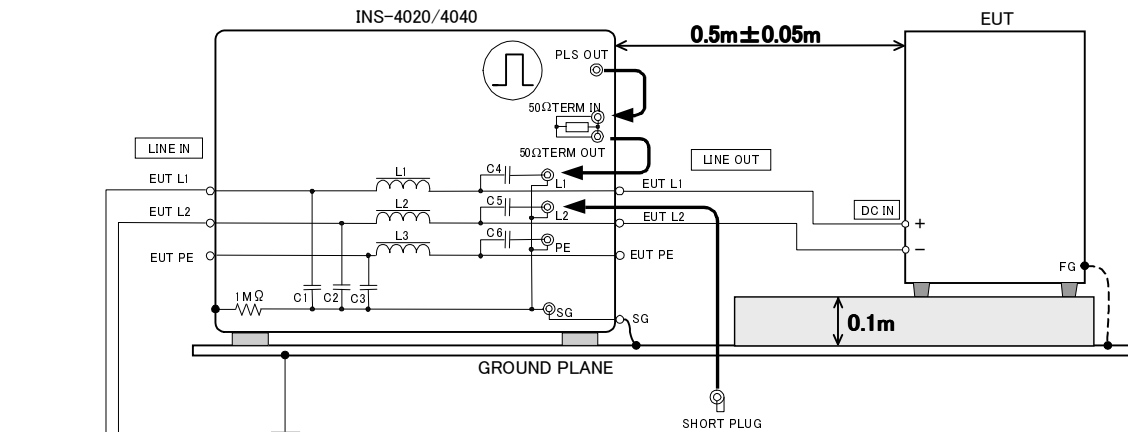 INS-4020/4040
EUT
0.5m±0.05m
PLS OUT
50ΩTERM IN
50ΩTERM OUT
LINE IN
LINE OUT
EUT L1
L1
C4
L1
EUT L1
EUT L2
L2
C5
L2
EUT L2
DC IN
+
−
EUT PE
L3
C6
PE
EUT PE
FG
1MΩ
C1
C2
C3
SG
SG
0.1m
GROUND PLANE
SHORT PLUG